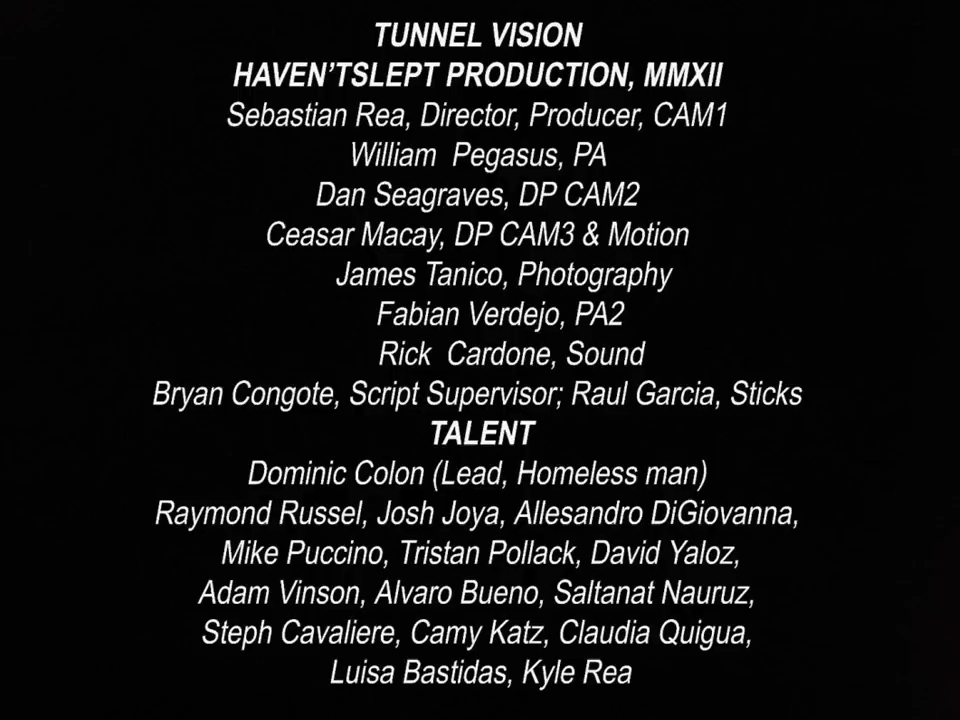 TUNNEL VISION
HAVEN'TSLEPT PRODUCTION, MMXII
Sebastian Rea, Director, Producer, CAM1
William Pegasus, PA
Dan Seagraves, DP CAM2
Ceasar Macay, DP CAM3 & Motion
James Tanico, Photography
Fabian Verdejo, PA2
Rick Cardone, Sound
Bryan Congote, Script Supervisor; Raul Garcia, Sticks
TALENT
Dominic Colon (Lead, Homeless man)
Raymond Russel, Josh Joya, Allesandro DiGiovanna,
Mike Puccino, Tristan Pollack, David Yaloz,
Adam Vinson, Alvaro Bueno, Saltanat Nauruz,
Steph Cavaliere, Camy Katz, Claudia Quigua,
Luisa Bastidas, Kyle Rea